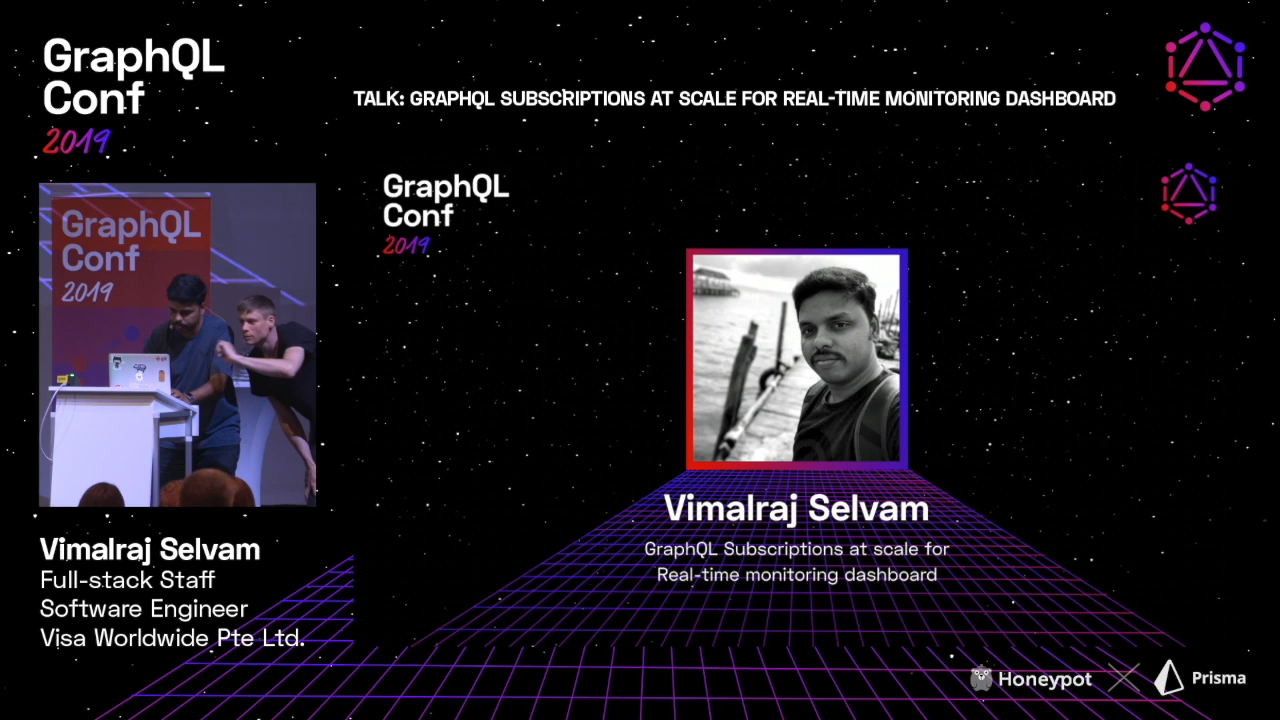 GraphQL
Conf
2019
TALK: GRAPHQL SUBSCRIPTIONS AT SCALE FOR REAL-TIME MONITORING DASHBOARD
GraphQL
Conf
2019
GraphQL
Conf
2019
Vimalraj Selvam
GraphQL Subscriptions at scale for
Real-time monitoring dashboard
Vimalraj Selvam
Full-stack Staff
Software Engineer
Visa Worldwide Pte Ltd.
Honeypot
Prisma